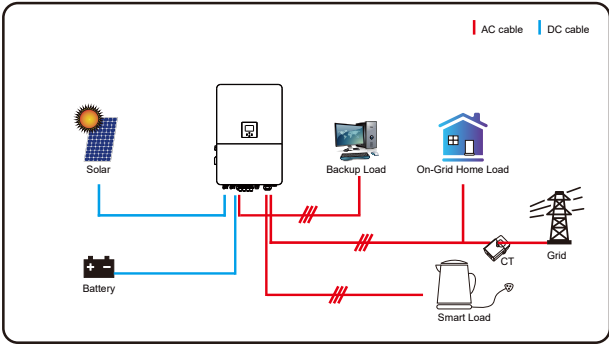 AC cable
DC cable
Solar
Backup Load
On-Grid Home Load
CT
Grid
Battery
Smart Load